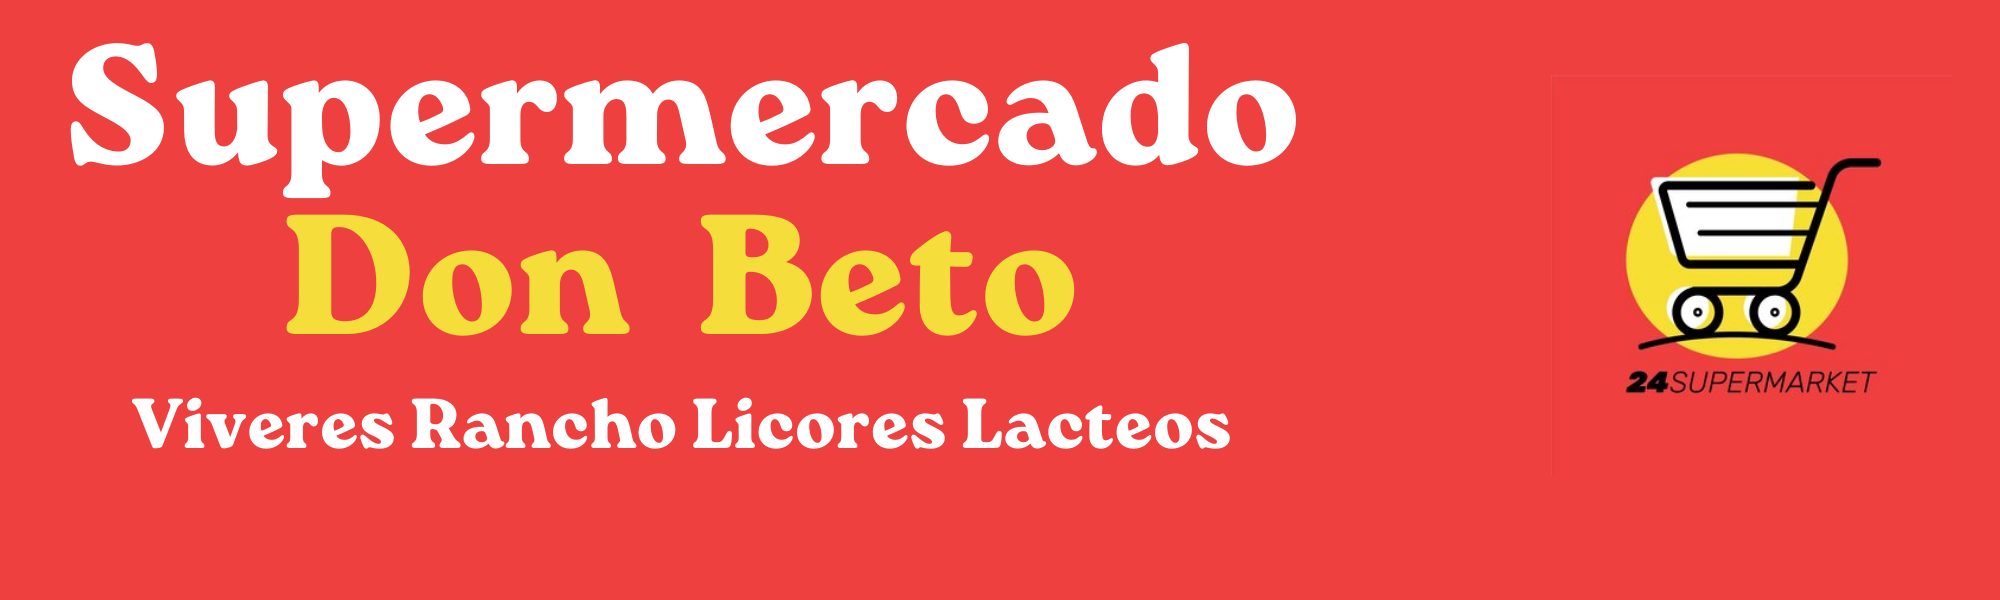 Supermercado
Don Beto
Viveres Rancho Licores Lacteos
24SUPERMARKET